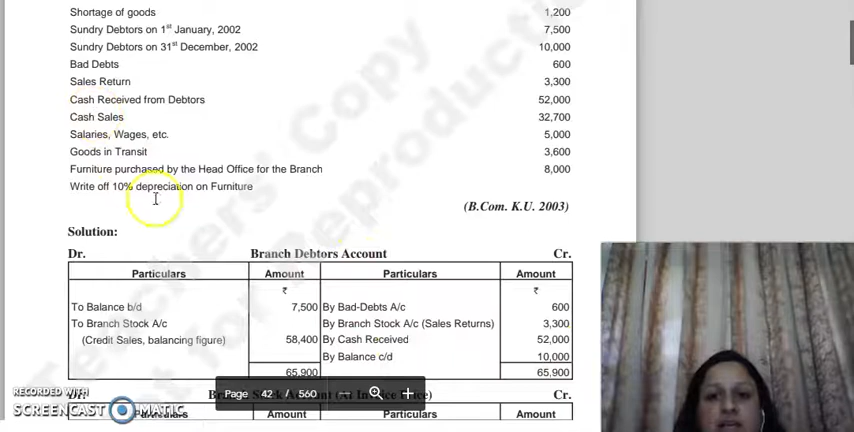 Shortage of goods 1,200
Sundry Debtors on 1st January, 2002 7,500
Sundry Debtors on 31st December, 2002 10,000
Bad Debts 600
Sales Return 3,300
Cash Received from Debtors 52,000
Cash Sales 32,700
Salaries, Wages, etc. 5,000
Goods in Transit 3,600
Furniture purchased by the Head Office for the Branch 8,000
Write off 10% depreciation on Furniture
(B.Com. K.U. 2003)
Solution:
Dr. Branch Debtors Account Cr.
Particulars Amount Particulars Amount
₹ ₹
To Balance b/d 7,500 By Bad-Debts A/c 600
To Branch Stock A/c By Branch Stock A/c (Sales Returns) 3,300
(Credit Sales, balancing figure) 58,400 By Cash Received 52,000
By Balance c/d 10,000
65,900 65,900
Page 42 / 560
Cr.
Particulars Amount Particulars Amount
RECORDED WITH
SCREENCAST MATIC
Teachers' Copy
Not for Reproduction